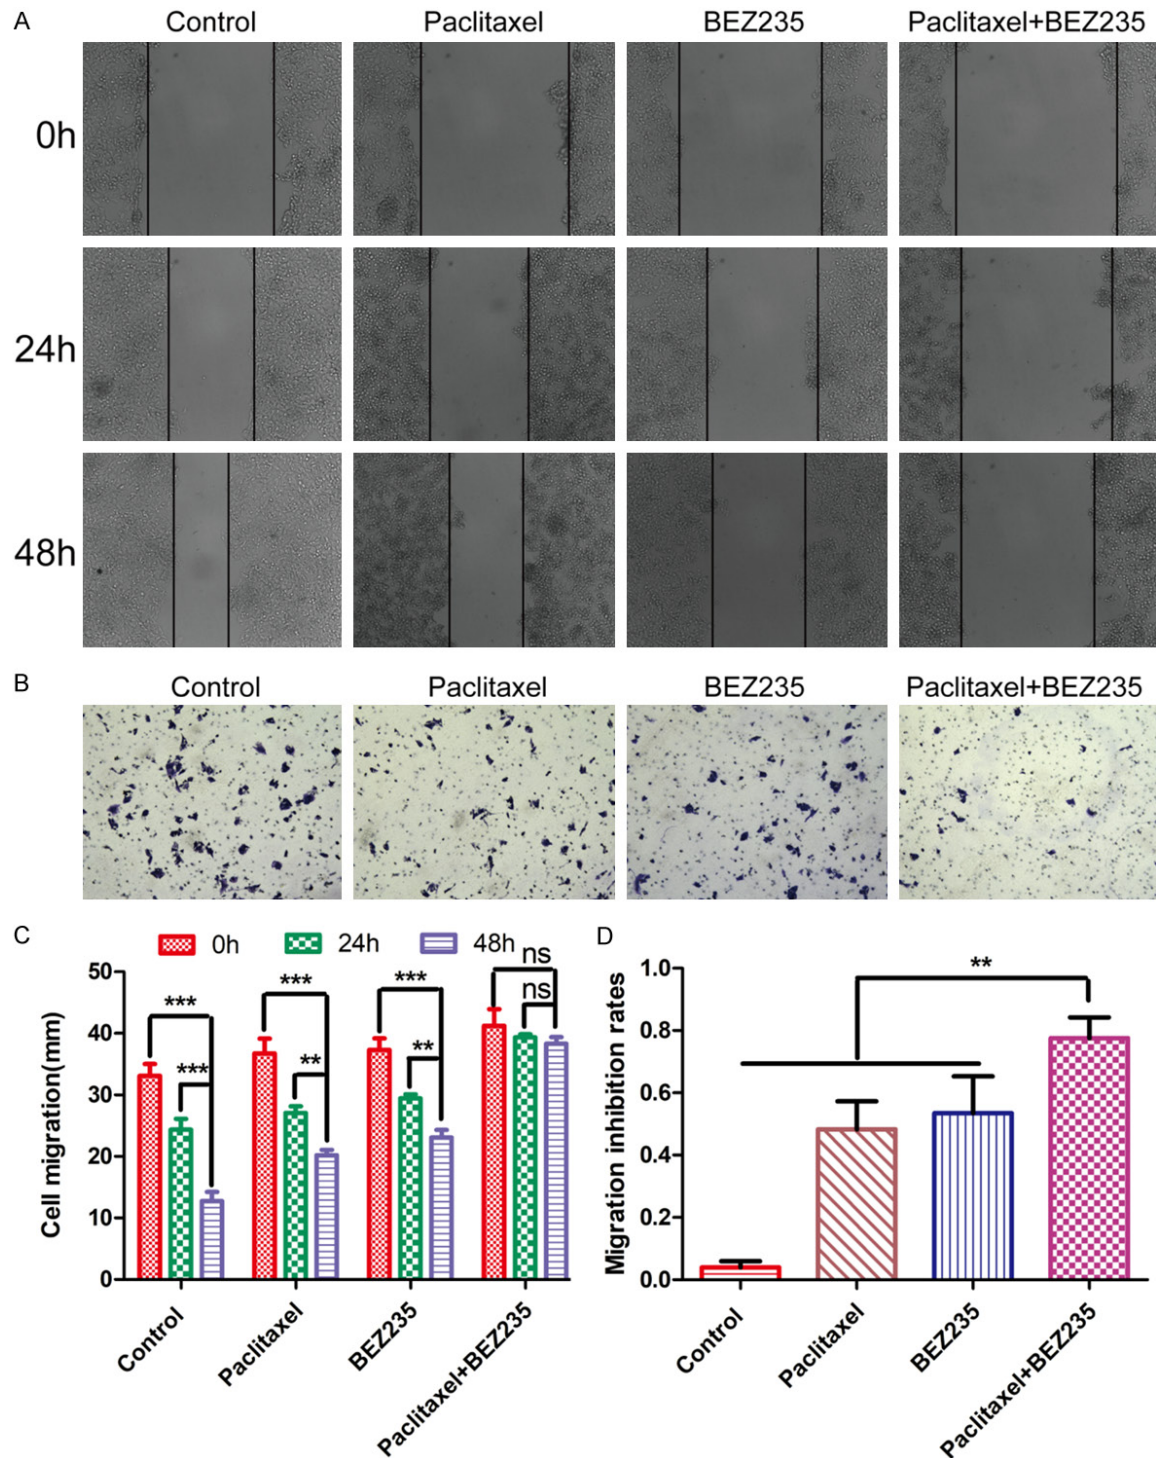 A
Control Paclitaxel BEZ235 Paclitaxel+BEZ235
0h
24h
48h
B
Control Paclitaxel BEZ235 Paclitaxel+BEZ235
C
0h 24h 48h
Cell migration(mm)
50
40
30
20
10
0
*** ***
*** **
*** **
ns
ns
Control Paclitaxel BEZ235 Paclitaxel+BEZ235
D
Migration inhibition rates
1.0
0.8
0.6
0.4
0.2
0.0
**
Control Paclitaxel BEZ235 Paclitaxel+BEZ235